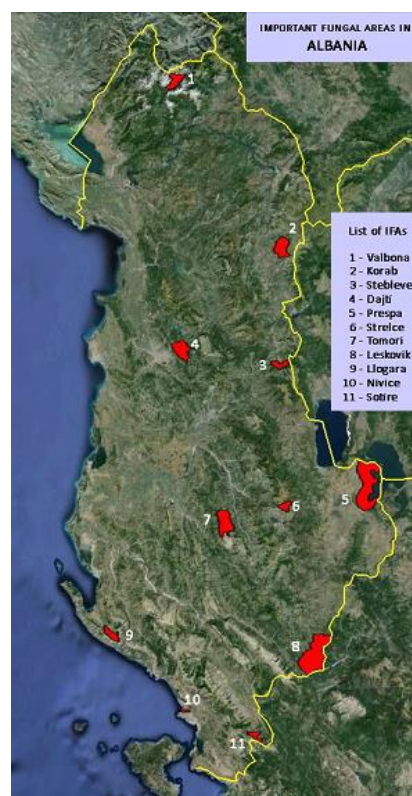 IMPORTANT FUNGAL AREAS IN
ALBANIA
1
2
List of IFAs
1 - Valbona
2 - Korab
3 - Stebleve
4 - Dajti
5 - Prespa
6 - Strelce
7 - Tomori
8 - Leskovik
9 - Llogara
10 - Nivice
11 - Sotire
4
3
5
6
7
9
8
10
11